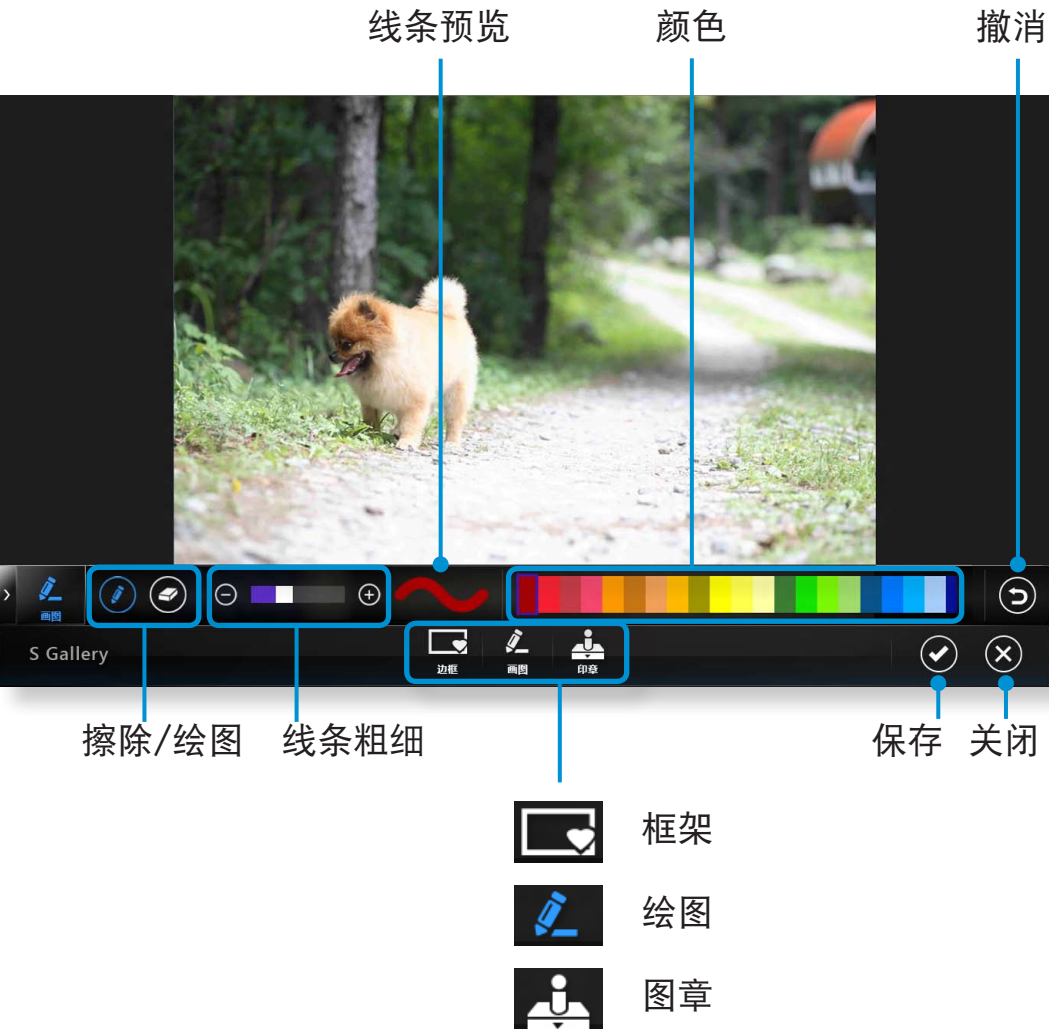 线条预览
颜色
撤消
画图
S Gallery
边框
画图
印章
擦除/绘图
线条粗细
保存
关闭
框架
绘图
图章